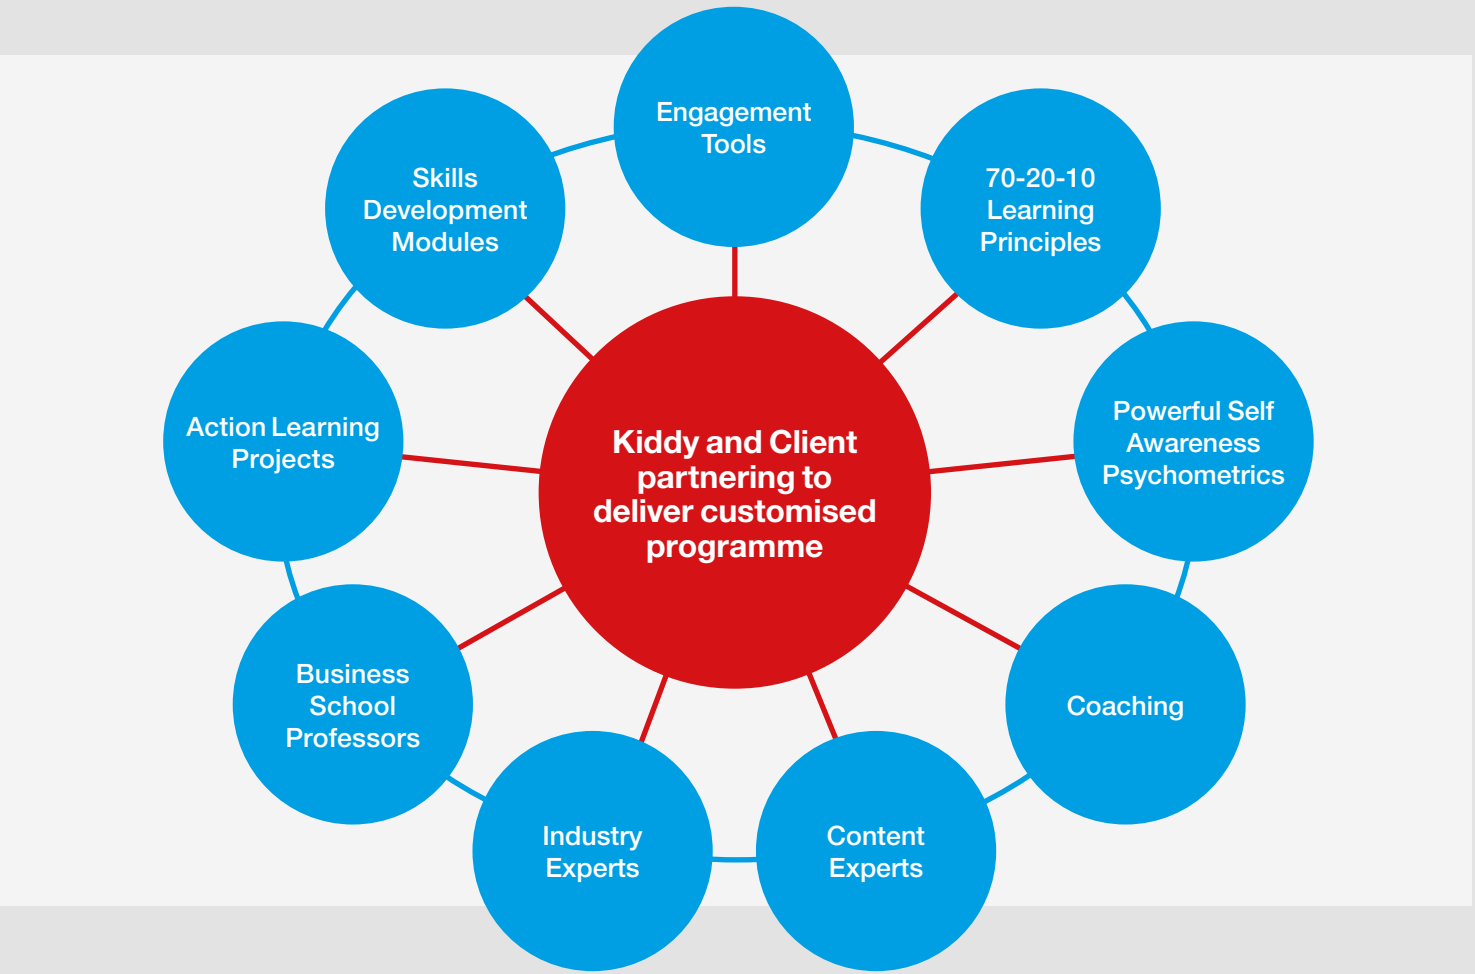 Engagement
Tools
70-20-10
Learning
Principles
Powerful Self
Awareness
Psychometrics
Coaching
Content
Experts
Industry
Experts
Business
School
Professors
Action Learning
Projects
Skills
Development
Modules
Kiddy and Client
partnering to
deliver customised
programme